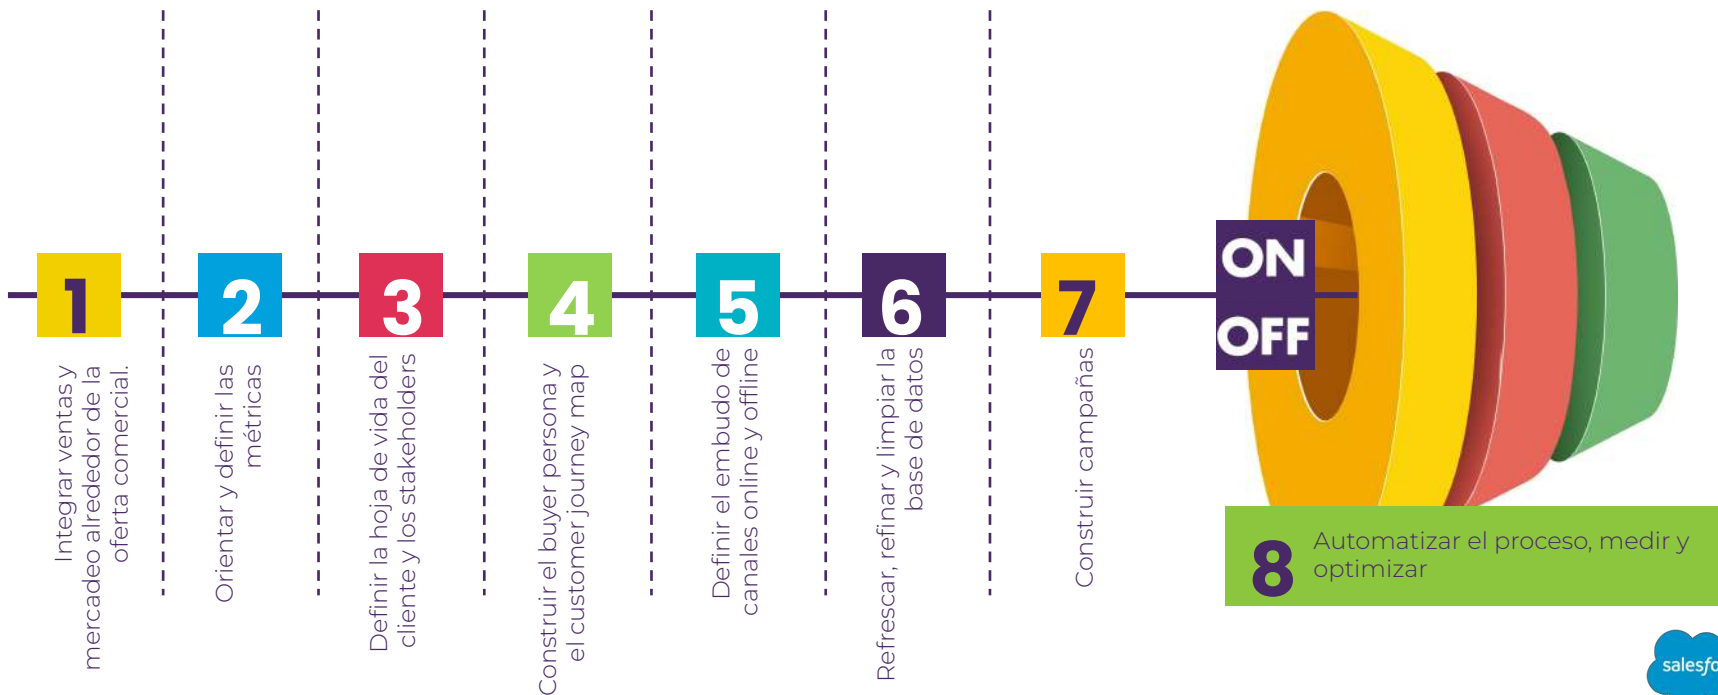 1
Integrar ventas y
mercadeo alrededor de la
oferta comercial.
2
Orientar y definir las
métricas
3
Definir la hoja de vida del
cliente y los stakeholders
4
Construir el buyer persona y
el customer journey map
5
Definir el embudo de
canales online y offline
6
Refrescar, refinar y limpiar la
base de datos
7
Construir campañas
ON
OFF
8
Automatizar el proceso, medir y
optimizar